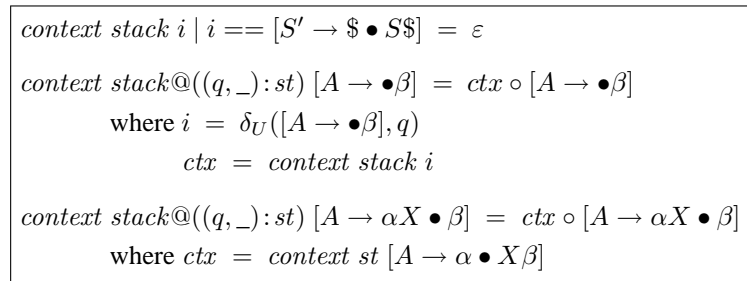 context stack i | i == [S′ → $ • S$] = ε
context stack@((q, _) : st) [A → •β] = ctx ∘ [A → •β]
where i = δ_U([A → •β], q)
ctx = context stack i
context stack@((q, _) : st) [A → αX • β] = ctx ∘ [A → αX • β]
where ctx = context st [A → α • Xβ]